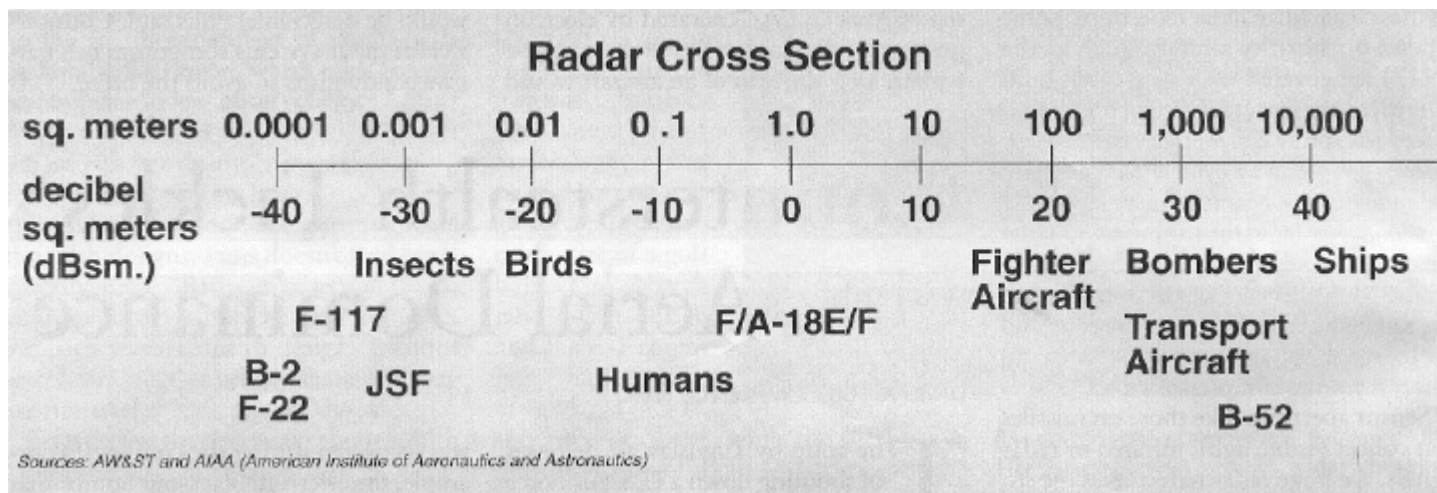 Radar Cross Section
sq. meters 0.0001 0.001 0.01 0 .1 1.0 10 100 1,000 10,000
decibel
sq. meters
(dBsm.)
-40 -30 -20 -10 0 10 20 30 40
Insects Birds Fighter Aircraft Bombers Ships
F-117 F/A-18E/F Transport Aircraft
B-2
F-22
JSF Humans
B-52
Sources: AW&ST and AIAA (American Institute of Aeronautics and Astronautics)
Aerial Dominance